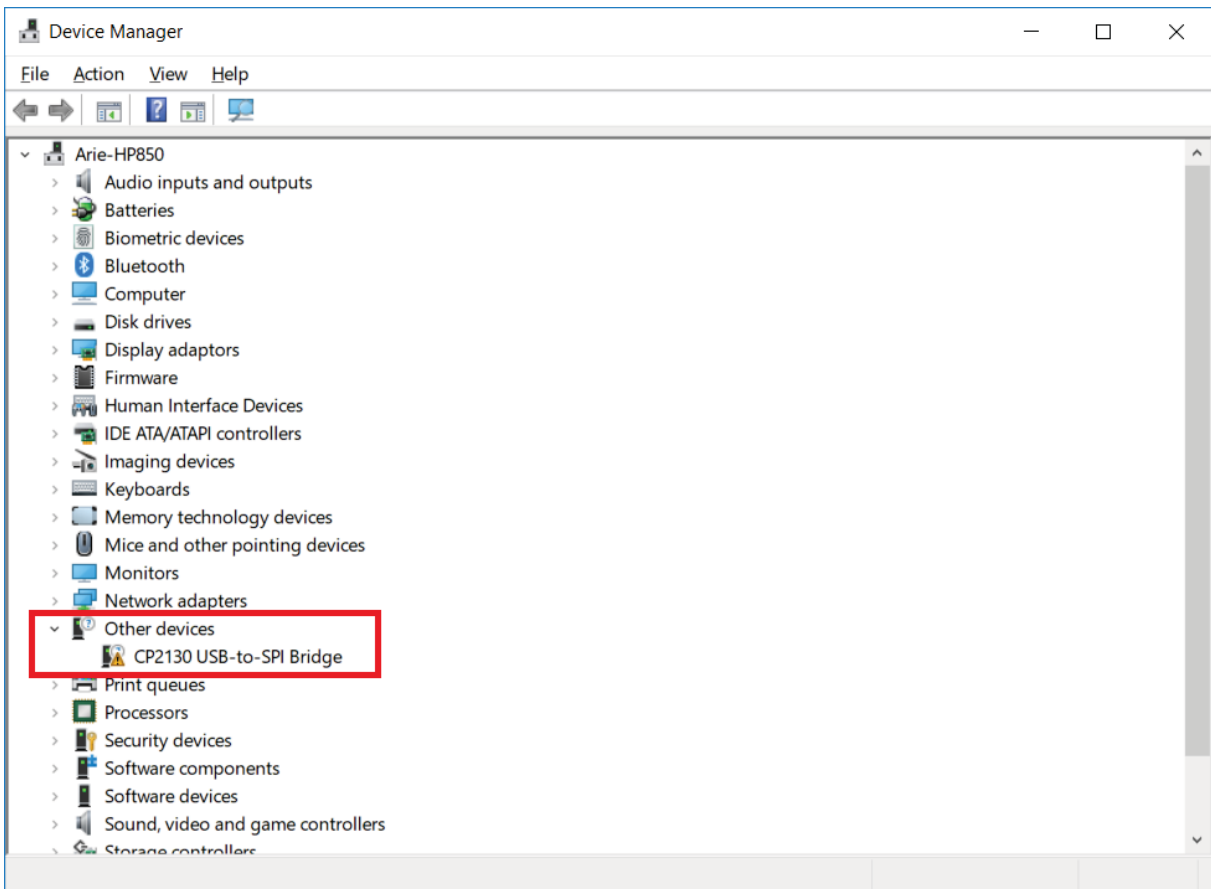 Device Manager
File Action View Help
Arie-HP850
Audio inputs and outputs
Batteries
Biometric devices
Bluetooth
Computer
Disk drives
Display adaptors
Firmware
Human Interface Devices
IDE ATA/ATAPI controllers
Imaging devices
Keyboards
Memory technology devices
Mice and other pointing devices
Monitors
Network adapters
Other devices
CP2130 USB-to-SPI Bridge
Print queues
Processors
Security devices
Software components
Software devices
Sound, video and game controllers
Storage controllers